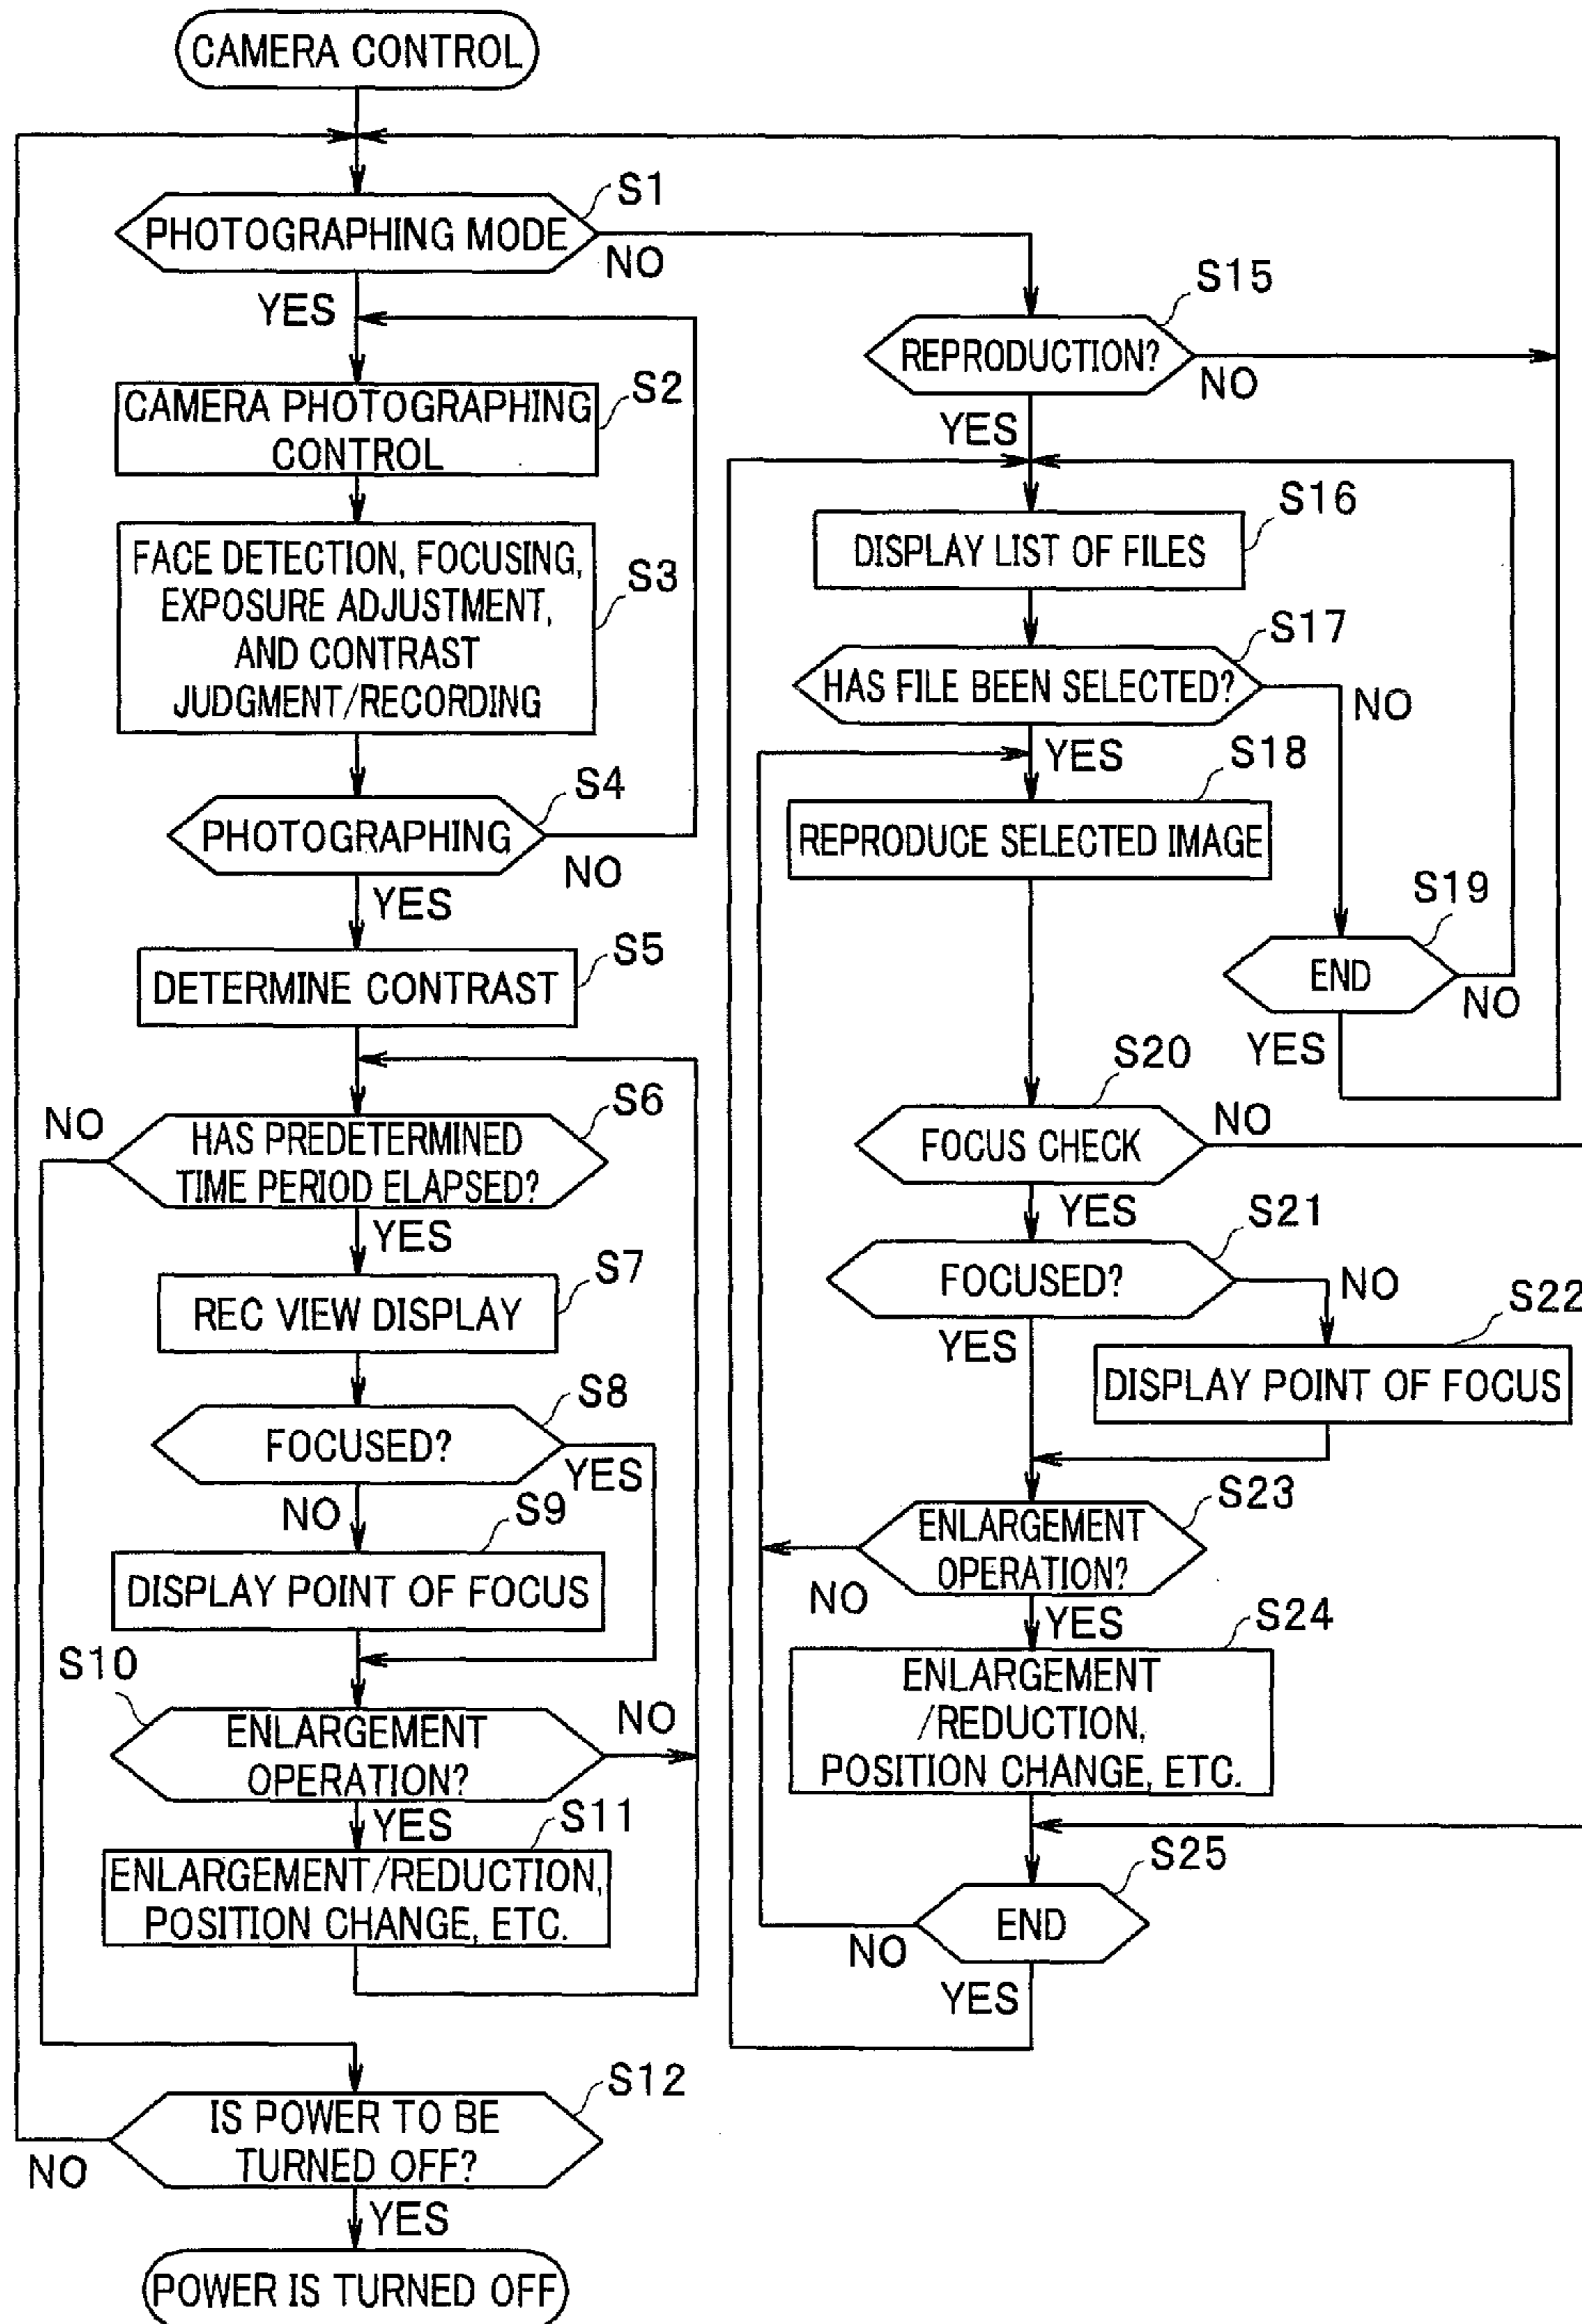 CAMERA CONTROL
S1
PHOTOGRAPHING MODE
NO
YES
S2
CAMERA PHOTOGRAPHING
CONTROL
S3
FACE DETECTION, FOCUSING,
EXPOSURE ADJUSTMENT,
AND CONTRAST
JUDGMENT/RECORDING
S4
PHOTOGRAPHING
NO
YES
S5
DETERMINE CONTRAST
S6
NO
HAS PREDETERMINED
TIME PERIOD ELAPSED?
YES
S7
REC VIEW DISPLAY
S8
FOCUSED?
YES
NO
S9
DISPLAY POINT OF FOCUS
S10
ENLARGEMENT
OPERATION?
NO
YES
S11
ENLARGEMENT/REDUCTION,
POSITION CHANGE, ETC.
S12
IS POWER TO BE
TURNED OFF?
NO
YES
POWER IS TURNED OFF
S15
REPRODUCTION?
NO
YES
S16
DISPLAY LIST OF FILES
S17
HAS FILE BEEN SELECTED?
NO
YES
S18
REPRODUCE SELECTED IMAGE
S19
END
NO
YES
S20
FOCUS CHECK
NO
YES
S21
FOCUSED?
NO
YES
S22
DISPLAY POINT OF FOCUS
S23
ENLARGEMENT
OPERATION?
NO
YES
S24
ENLARGEMENT
/REDUCTION,
POSITION CHANGE, ETC.
S25
END
NO
YES